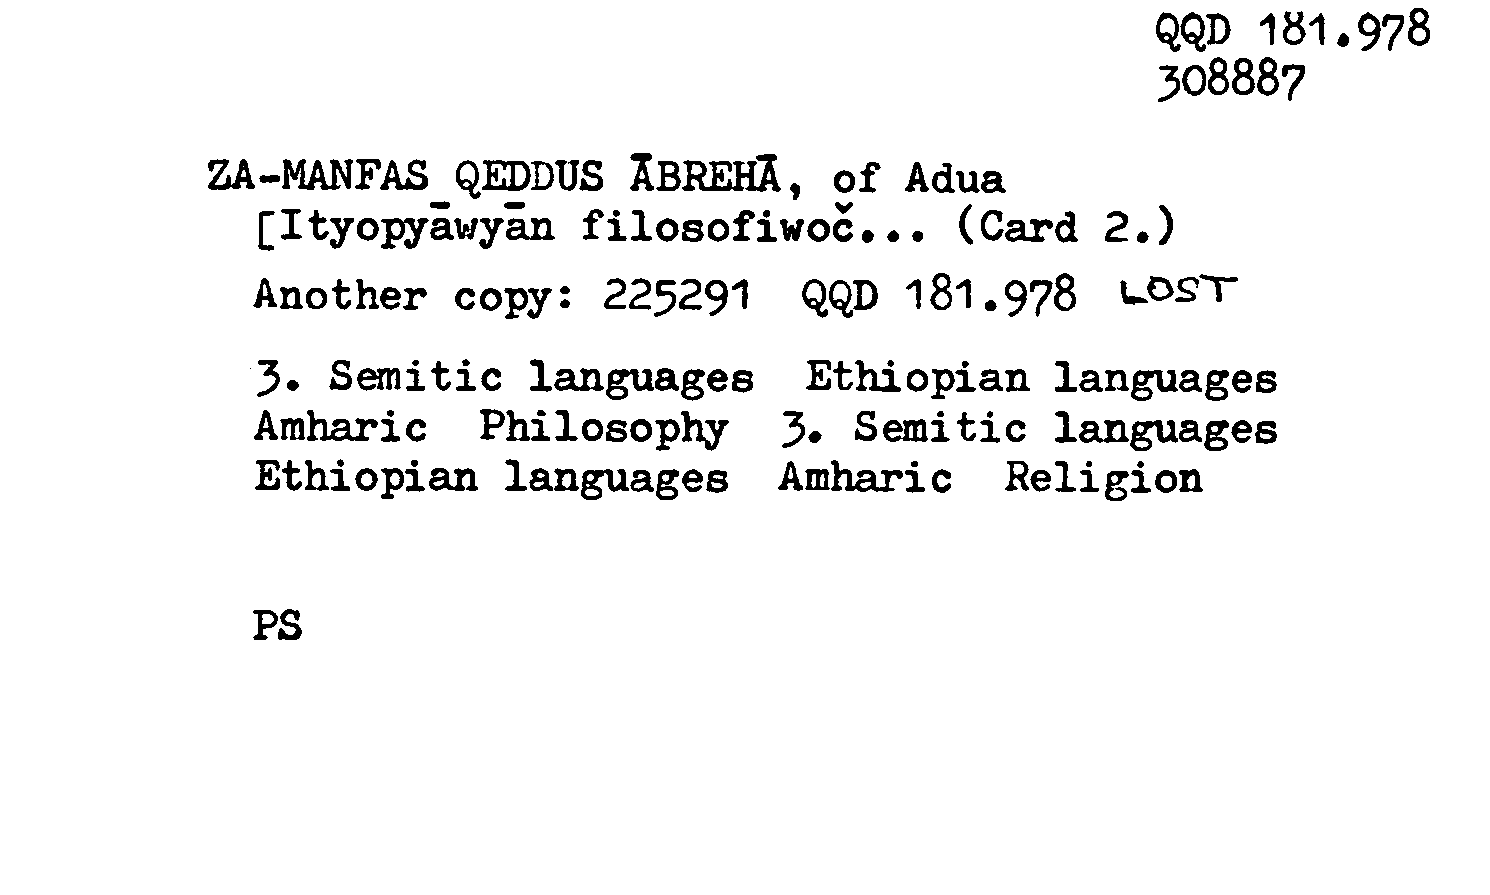 QQD 181.978
308887
ZA-MANFAS QEDDUS ĀBREHĀ, of Adua
[Ityopyāwyān filosofiwoč... (Card 2.)
Another copy: 225291 QQD 181.978 LOST
3. Semitic languages Ethiopian languages
Amharic Philosophy 3. Semitic languages
Ethiopian languages Amharic Religion
PS